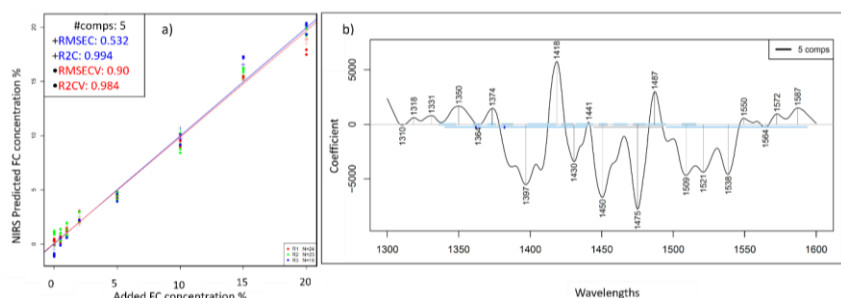 #comps: 5
+RMSEC: 0.532
+R2C: 0.994
●RMSECV: 0.90
●R2CV: 0.984
a)
NIRS Predicted FC concentration %
20
15
10
5
0
0 5 10 15 20
Added FC concentration %
R1 N=24
R2 N=23
b)
5 comps
Coefficient
5000
0
−5000
1310
1318
1331
1350
1364
1374
1397
1418
1430
1441
1450
1475
1487
1509
1521
1538
1550
1564
1572
1587
1300 1350 1400 1450 1500 1550 1600
Wavelengths